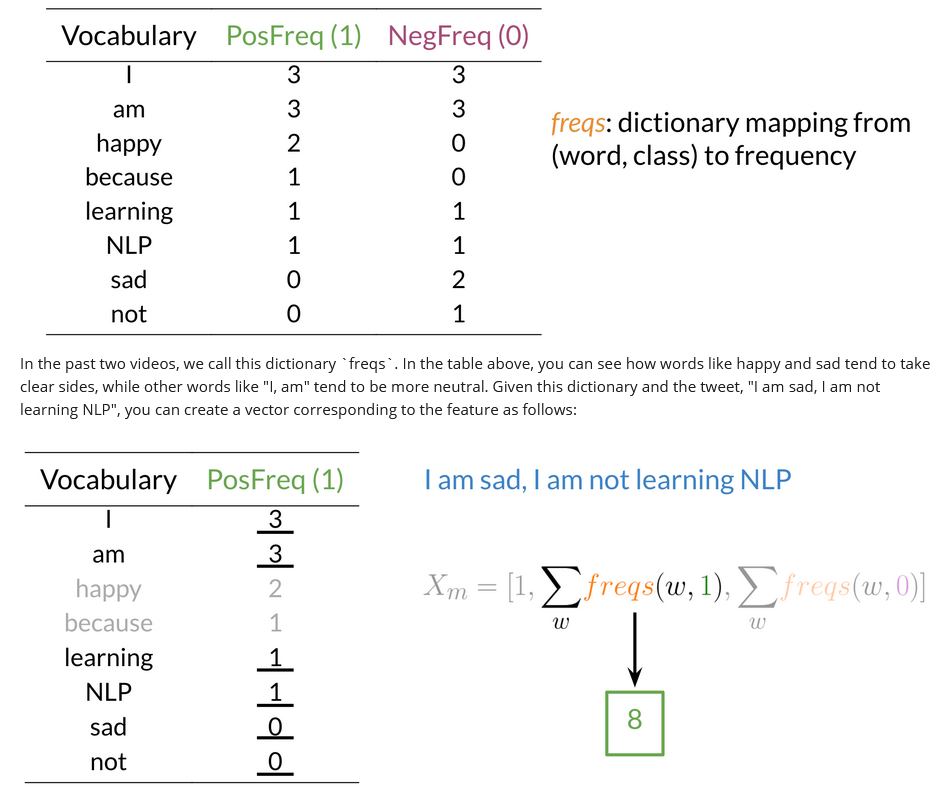 Vocabulary PosFreq (1) NegFreq (0)
I 3 3
am 3 3
happy 2 0
because 1 0
learning 1 1
NLP 1 1
sad 0 2
not 0 1
freqs: dictionary mapping from
(word, class) to frequency
In the past two videos, we call this dictionary `freqs`. In the table above, you can see how words like happy and sad tend to take
clear sides, while other words like "I, am" tend to be more neutral. Given this dictionary and the tweet, "I am sad, I am not
learning NLP", you can create a vector corresponding to the feature as follows:
Vocabulary PosFreq (1)
I 3
am 3
happy 2
because 1
learning 1
NLP 1
sad 0
not 0
I am sad, I am not learning NLP
Xm = [1, ∑w freqs(w, 1), ∑w freqs(w, 0)]
8